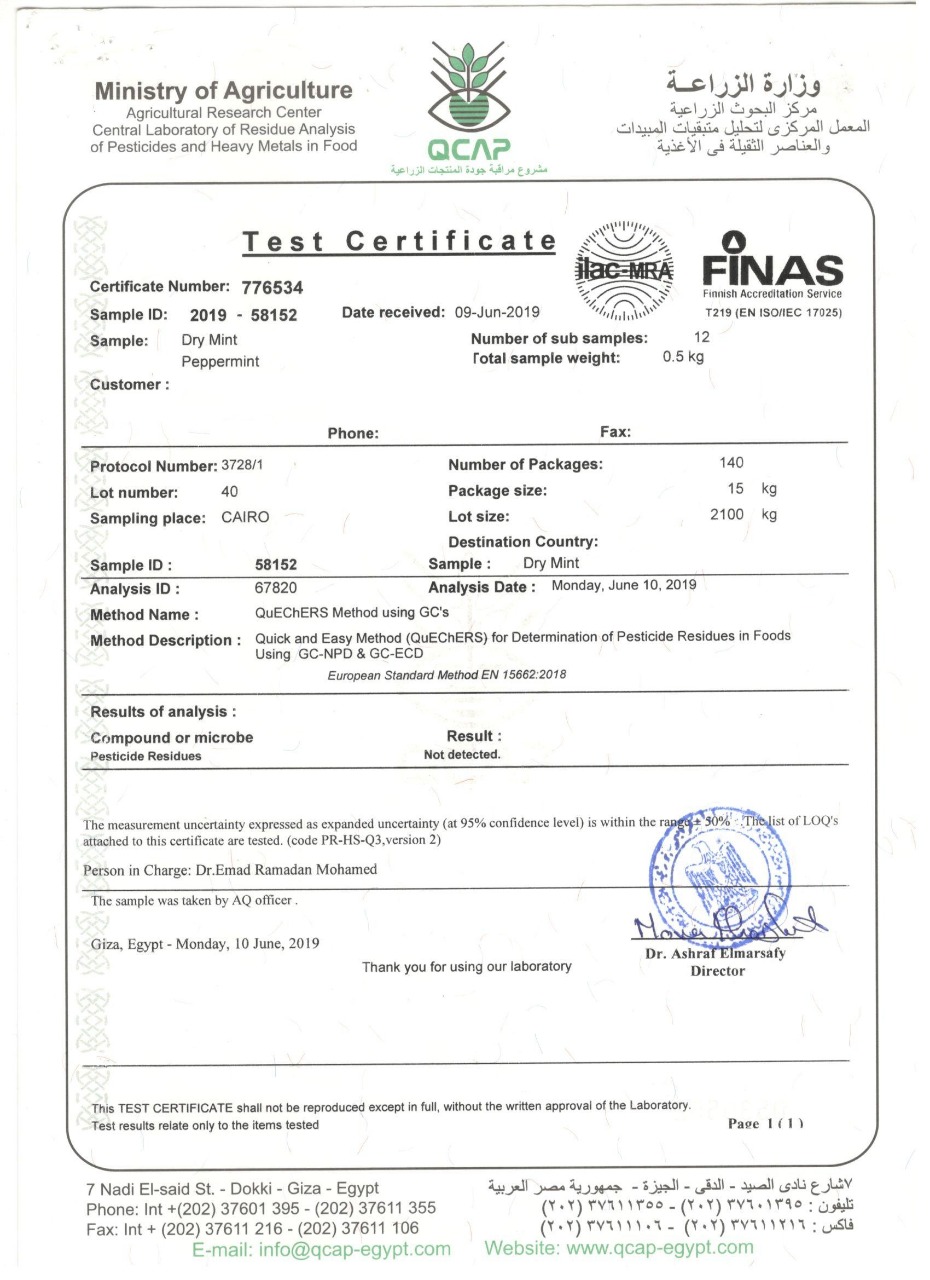 Ministry of Agriculture
Agricultural Research Center
Central Laboratory of Residue Analysis
of Pesticides and Heavy Metals in Food
QCAP
مشروع مراقبة جودة المنتجات الزراعية
وزارة الزراعـــة
مركز البحوث الزراعية
المعمل المركزى لتحليل متبقيات المبيدات
والعناصر الثقيلة فى الأغذية
Test Certificate
ilac-MRA
FINAS
Finnish Accreditation Service
T219 (EN ISO/IEC 17025)
Certificate Number: 776534
Sample ID: 2019 - 58152 Date received: 09-Jun-2019
Sample: Dry Mint Number of sub samples: 12
Peppermint Total sample weight: 0.5 kg
Customer :
Phone: Fax:
Protocol Number: 3728/1 Number of Packages: 140
Lot number: 40 Package size: 15 kg
Sampling place: CAIRO Lot size: 2100 kg
Destination Country:
Sample ID : 58152 Sample : Dry Mint
Analysis ID : 67820 Analysis Date : Monday, June 10, 2019
Method Name : QuEChERS Method using GC's
Method Description : Quick and Easy Method (QuEChERS) for Determination of Pesticide Residues in Foods
Using GC-NPD & GC-ECD
European Standard Method EN 15662:2018
Results of analysis :
Compound or microbe Result :
Pesticide Residues Not detected.
The measurement uncertainty expressed as expanded uncertainty (at 95% confidence level) is within the range ± 50% . The list of LOQ's
attached to this certificate are tested. (code PR-HS-Q3,version 2)
Person in Charge: Dr.Emad Ramadan Mohamed
The sample was taken by AQ officer .
Giza, Egypt - Monday, 10 June, 2019
Thank you for using our laboratory
Dr. Ashraf Elmarsafy
Director
This TEST CERTIFICATE shall not be reproduced except in full, without the written approval of the Laboratory.
Test results relate only to the items tested
Page 1 ( 1 )
7 Nadi El-said St. - Dokki - Giza - Egypt
Phone: Int +(202) 37601 395 - (202) 37611 355
Fax: Int + (202) 37611 216 - (202) 37611 106
٧شارع نادى الصيد - الدقى - الجيزة - جمهورية مصر العربية
تليفون : ٣٧٦٠١٣٩٥ (٢٠٢) - ٣٧٦١١٣٥٥ (٢٠٢)
فاكس : ٣٧٦١١٢١٦ (٢٠٢) - ٣٧٦١١١٠٦ (٢٠٢)
E-mail: info@qcap-egypt.com Website: www.qcap-egypt.com